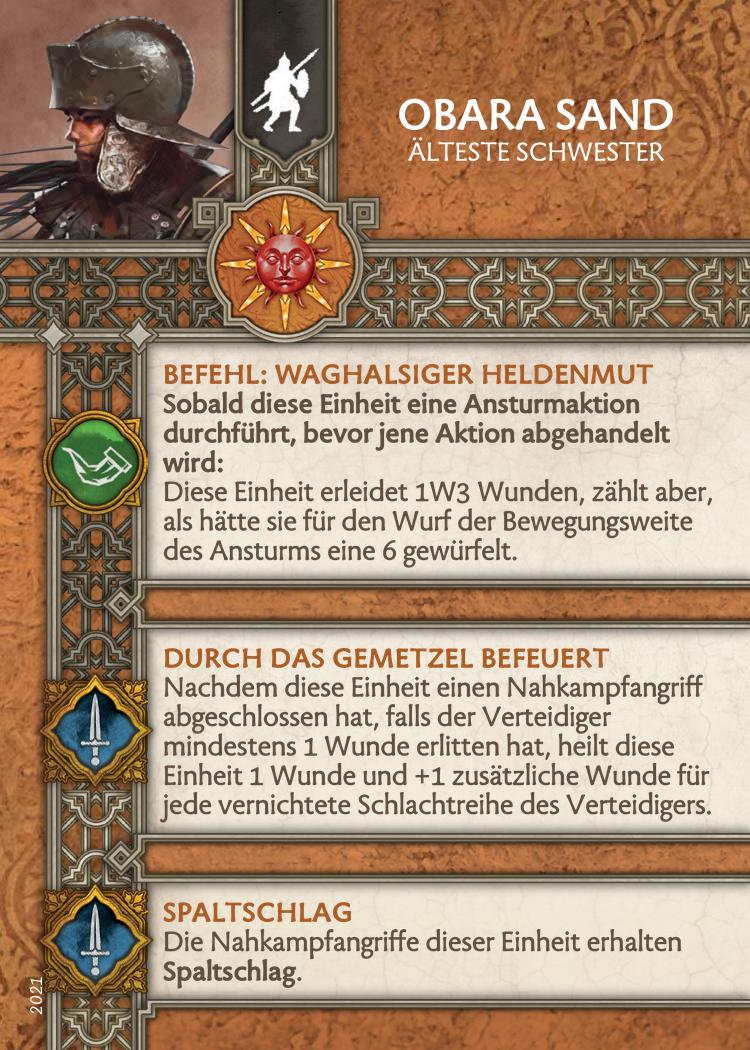 OBARA SAND
ÄLTESTE SCHWESTER
BEFEHL: WAGHALSIGER HELDENMUT
Sobald diese Einheit eine Ansturmaktion
durchführt, bevor jene Aktion abgehandelt
wird:
Diese Einheit erleidet 1W3 Wunden, zählt aber,
als hätte sie für den Wurf der Bewegungsweite
des Ansturms eine 6 gewürfelt.
DURCH DAS GEMETZEL BEFEUERT
Nachdem diese Einheit einen Nahkampfangriff
abgeschlossen hat, falls der Verteidiger
mindestens 1 Wunde erlitten hat, heilt diese
Einheit 1 Wunde und +1 zusätzliche Wunde für
jede vernichtete Schlachtreihe des Verteidigers.
SPALTSCHLAG
Die Nahkampfangriffe dieser Einheit erhalten
Spaltschlag.
2021